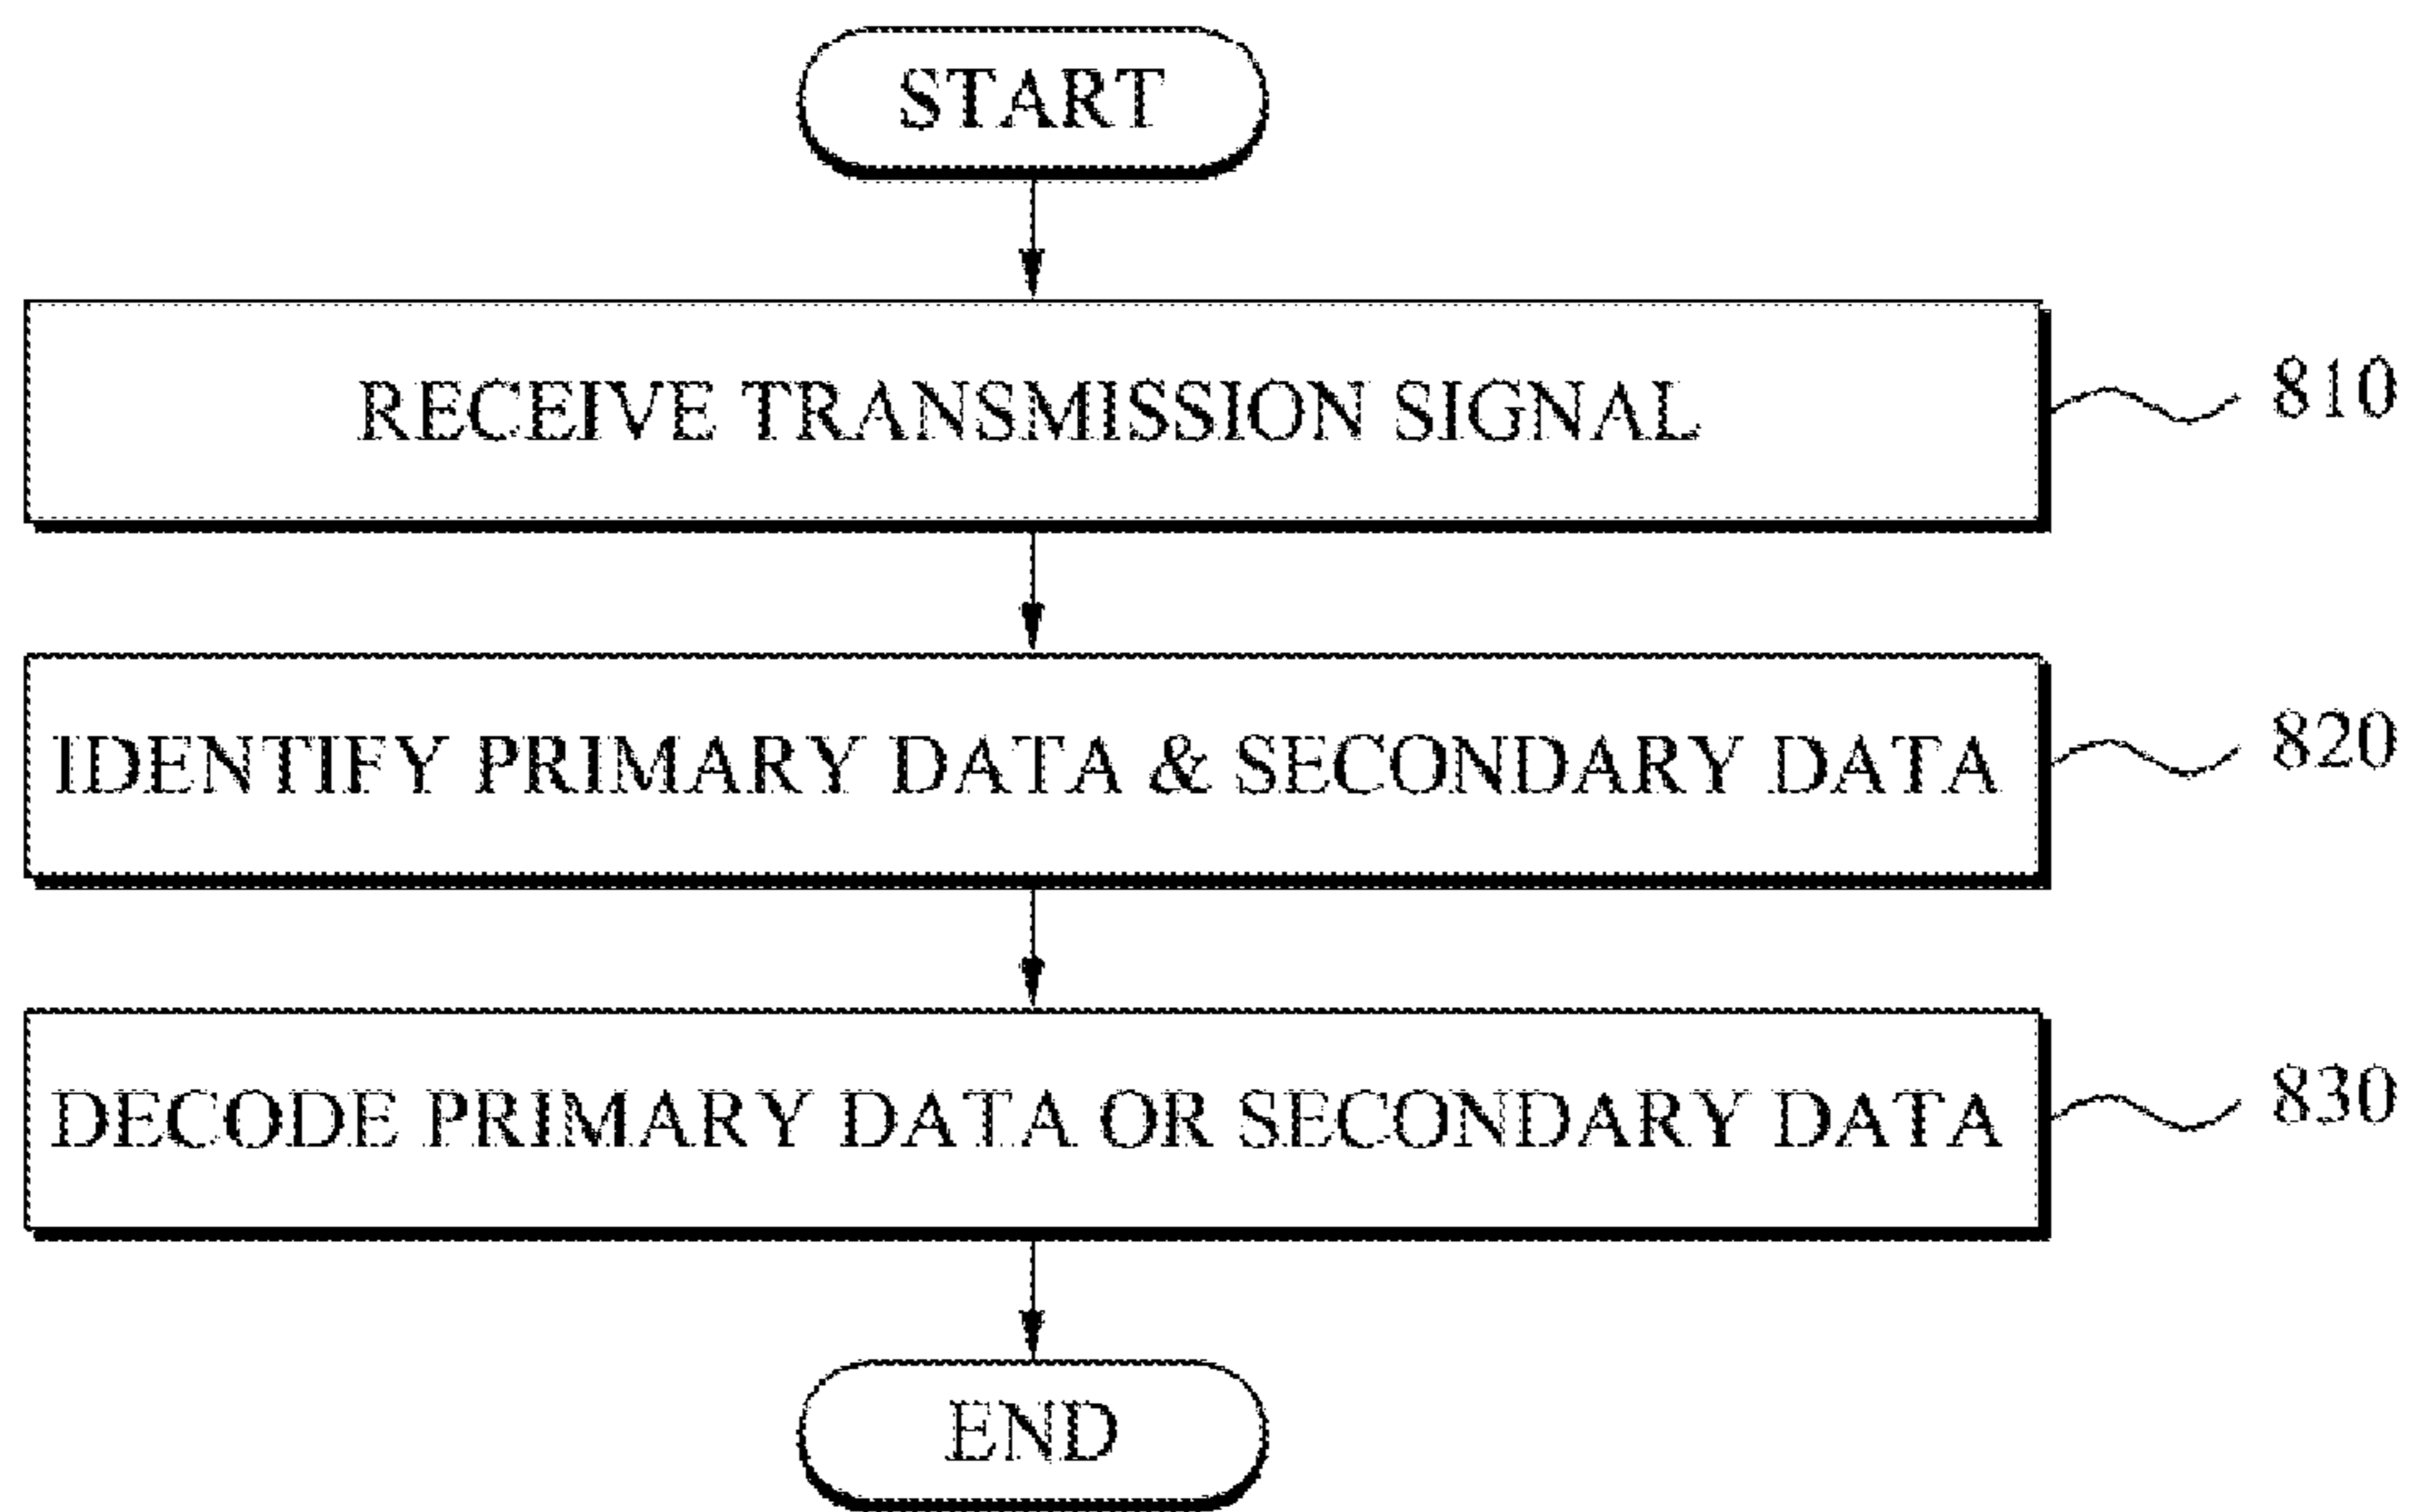 START
RECEIVE TRANSMISSION SIGNAL
810
IDENTIFY PRIMARY DATA & SECONDARY DATA
820
DECODE PRIMARY DATA OR SECONDARY DATA
830
END